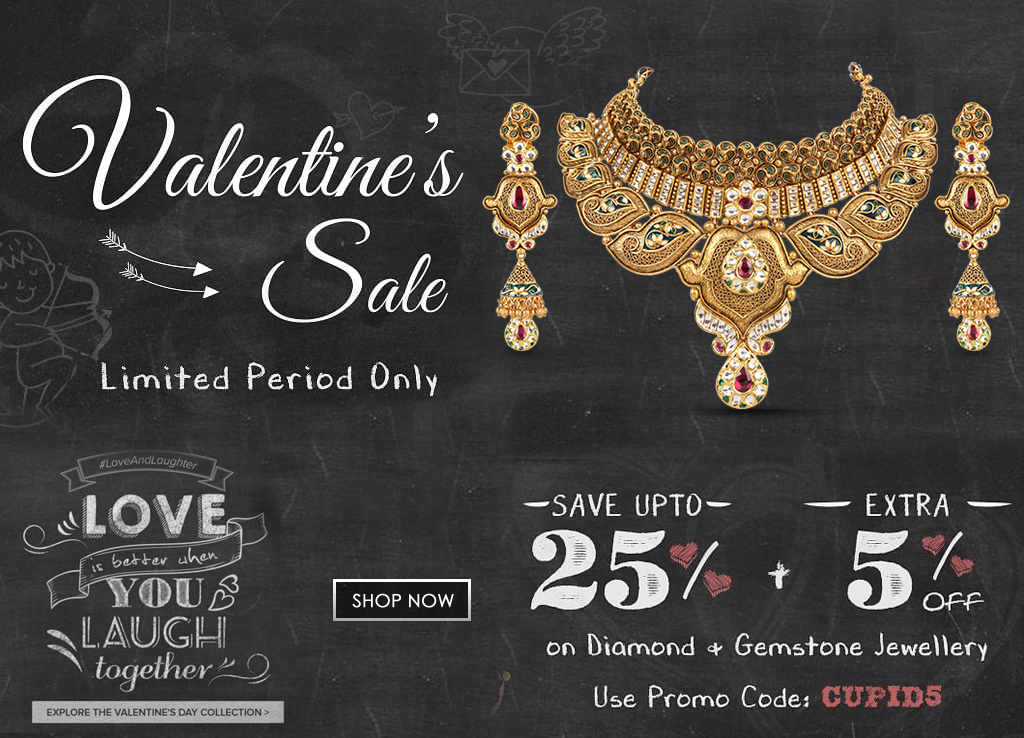 Valentine's
Sale
Limited Period Only
#LoveAndLaughter
LOVE
is better when
YOU
LAUGH
together
EXPLORE THE VALENTINE'S DAY COLLECTION >
SHOP NOW
SAVE UPTO
25%
+
EXTRA
5%
OFF
on Diamond & Gemstone Jewellery
Use Promo Code: CUPID5